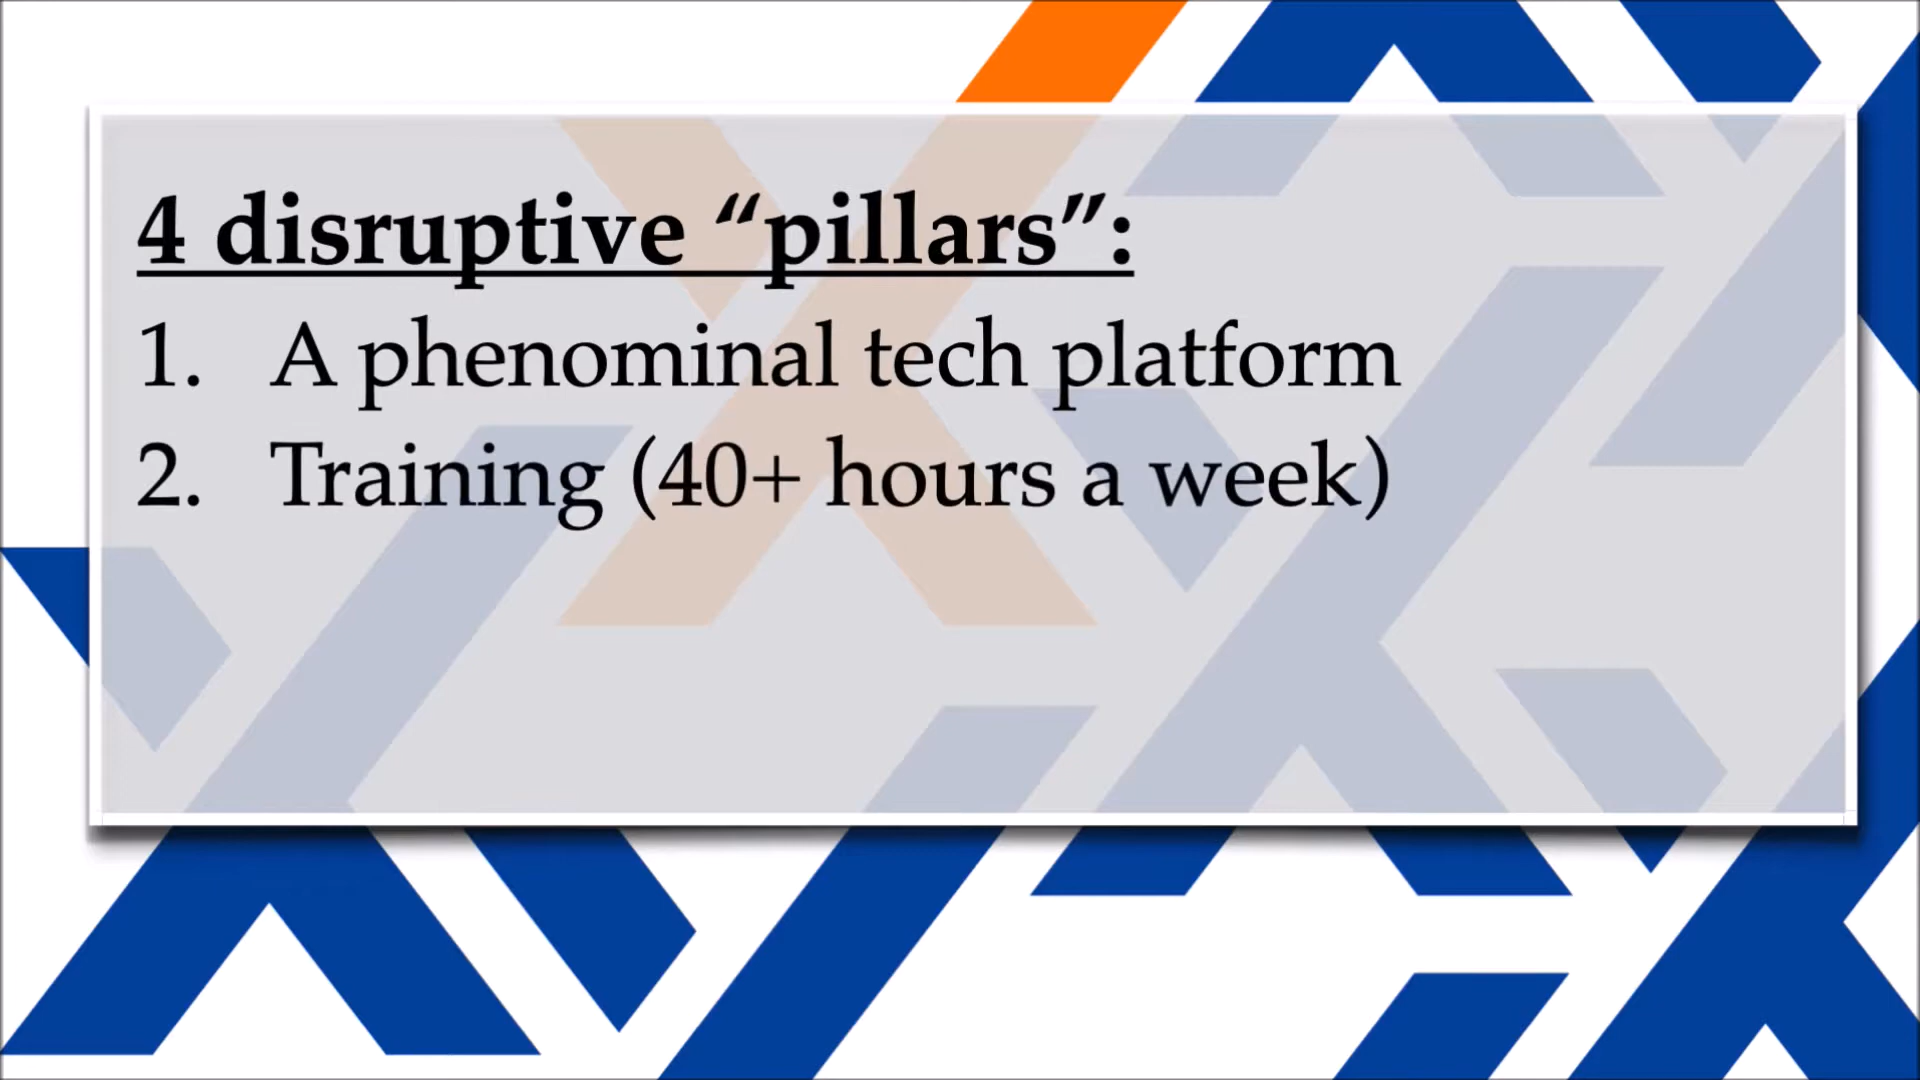 4 disruptive “pillars”:
1. A phenominal tech platform
2. Training (40+ hours a week)